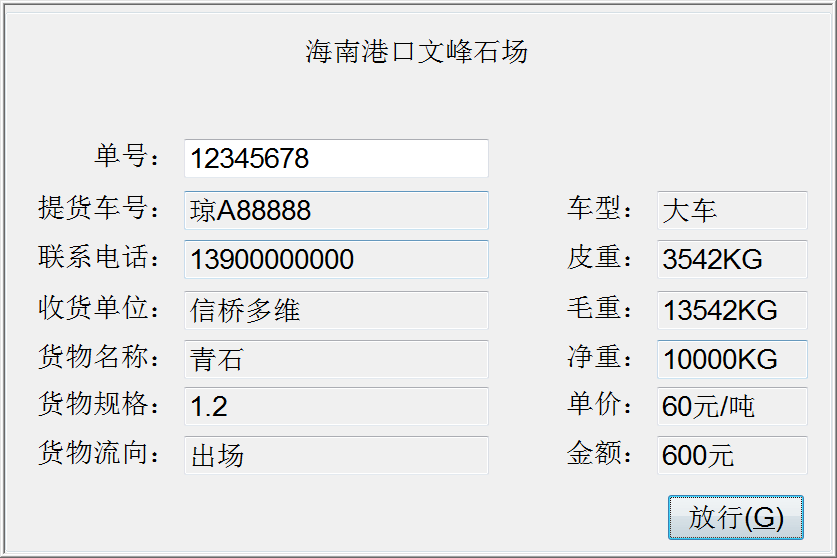 海南港口文峰石场
单号： 12345678
提货车号： 琼A88888 车型： 大车
联系电话： 13900000000 皮重： 3542KG
收货单位： 信桥多维 毛重： 13542KG
货物名称： 青石 净重： 10000KG
货物规格： 1.2 单价： 60元/吨
货物流向： 出场 金额： 600元
放行(G)